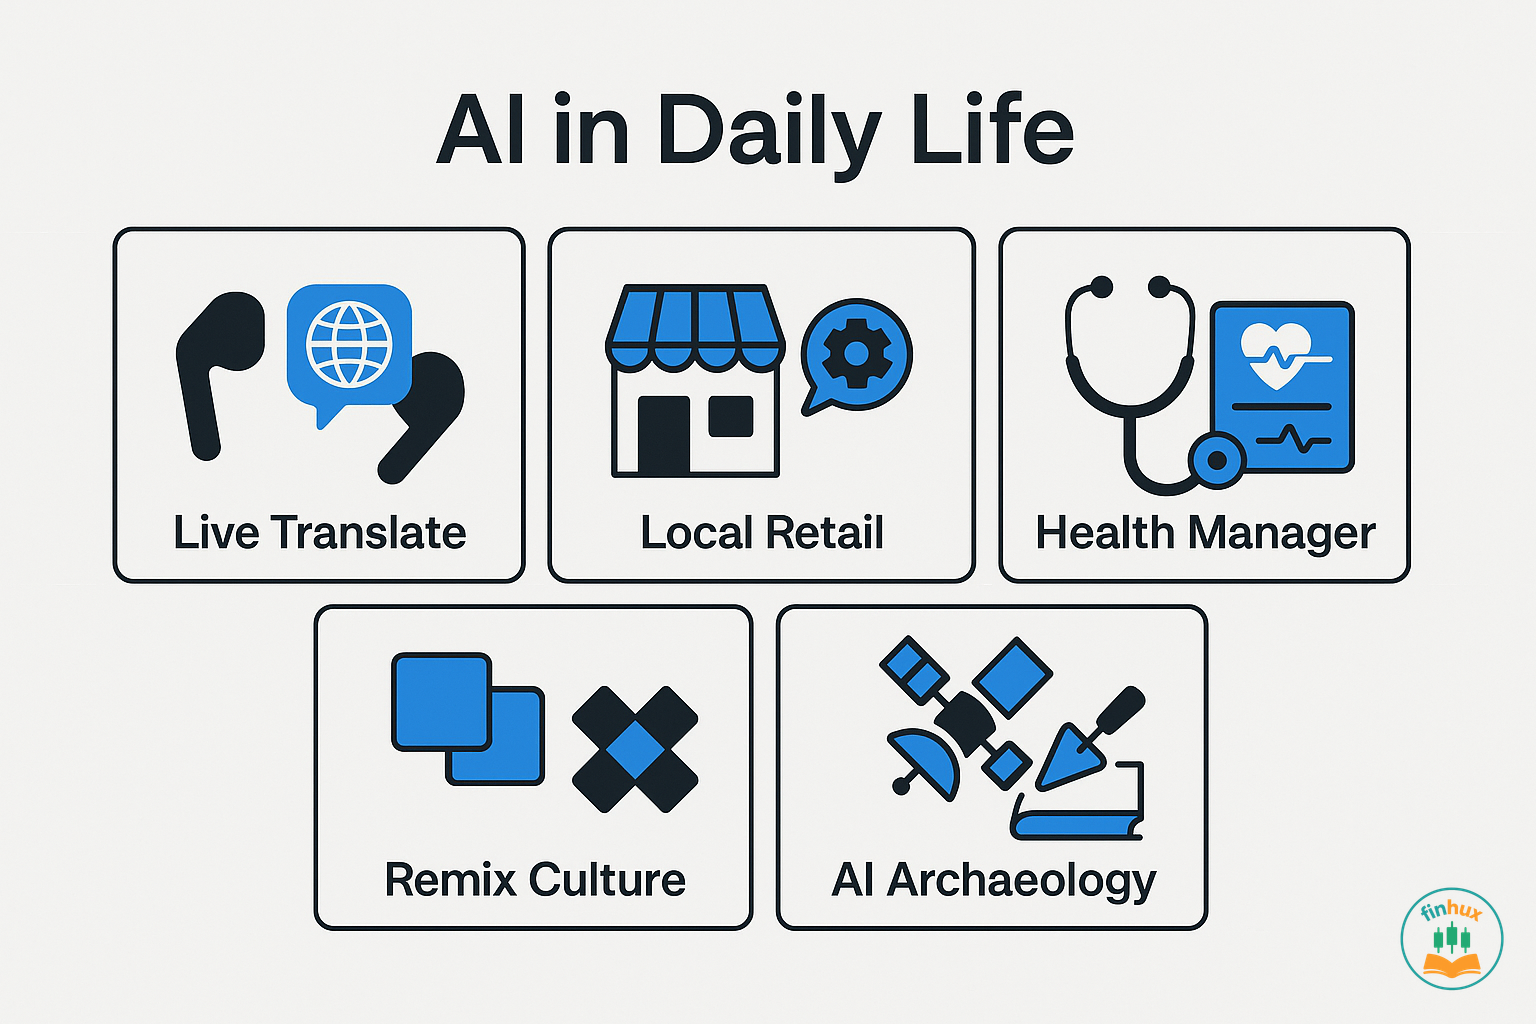 AI in Daily Life
Live Translate
Local Retail
Health Manager
Remix Culture
AI Archaeology
finhux